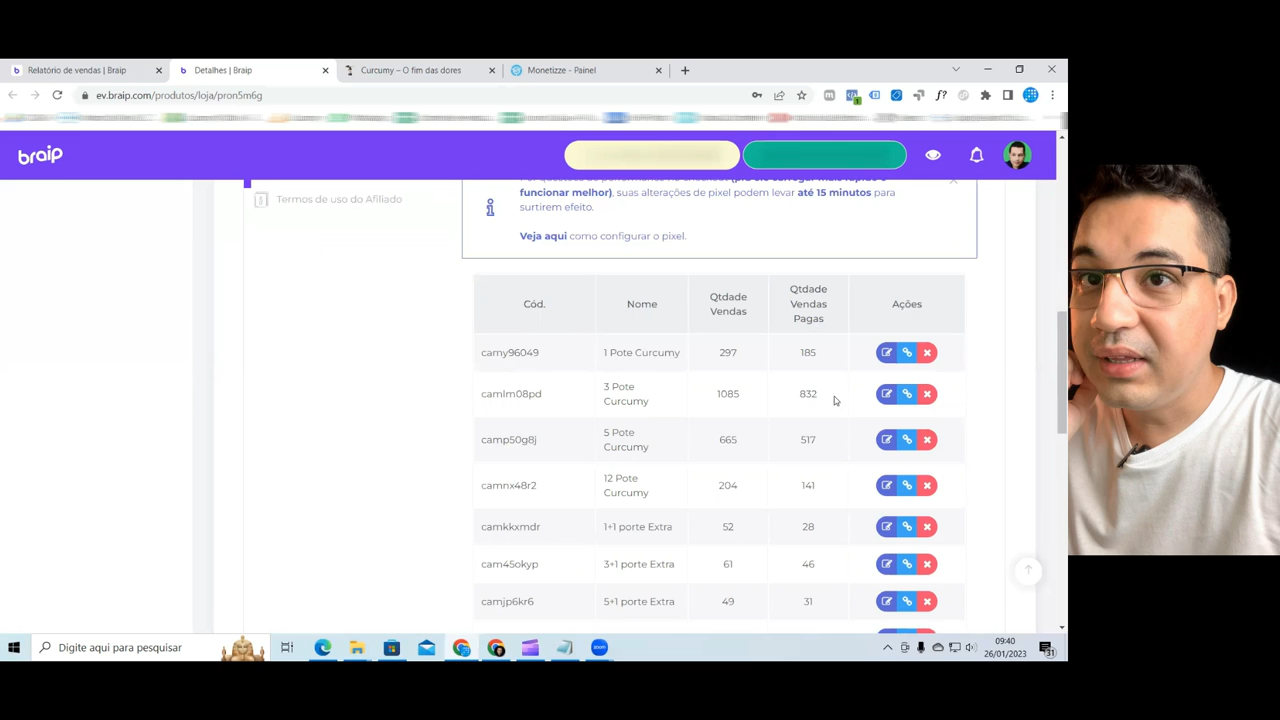 Relatório de vendas | Braip
Detalhes | Braip
Curcumy – O fim das dores
Monetizze - Painel
ev.braip.com/produtos/loja/pron5m6g
f?
braip
Termos de uso do Afiliado
funcionar melhor), suas alterações de pixel podem levar até 15 minutos para
surtirem efeito.
Veja aqui como configurar o pixel.
Cód.
Nome
Qtdade
Vendas
Qtdade
Vendas
Pagas
Ações
camy96049
1 Pote Curcumy
297
185
camlm08pd
3 Pote
Curcumy
1085
832
camp50g8j
5 Pote
Curcumy
665
517
camnx48r2
12 Pote
Curcumy
204
141
camkkxmdr
1+1 porte Extra
52
28
cam45okyp
3+1 porte Extra
61
46
camjp6kr6
5+1 porte Extra
49
31
Digite aqui para pesquisar
zoom
09:40
26/01/2023
31